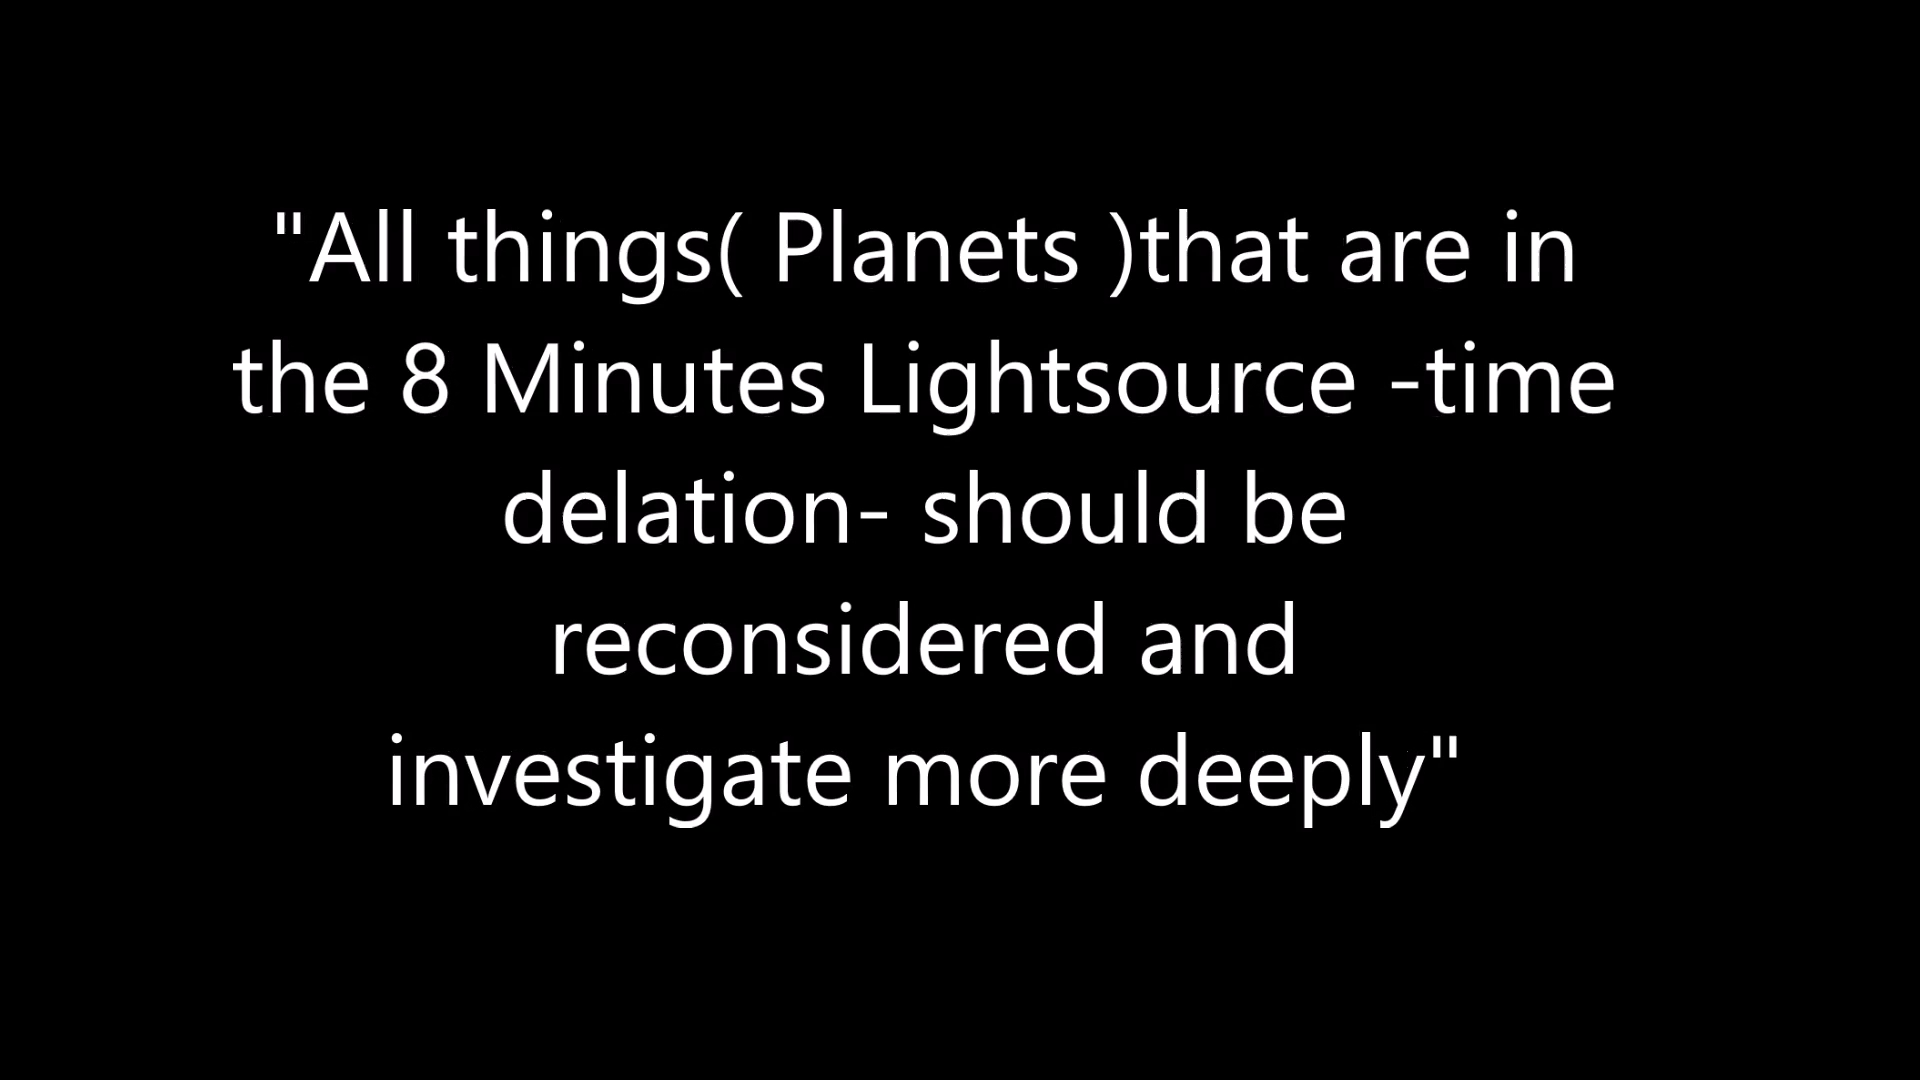 "All things( Planets )that are in
the 8 Minutes Lightsource -time
delation- should be
reconsidered and
investigate more deeply"